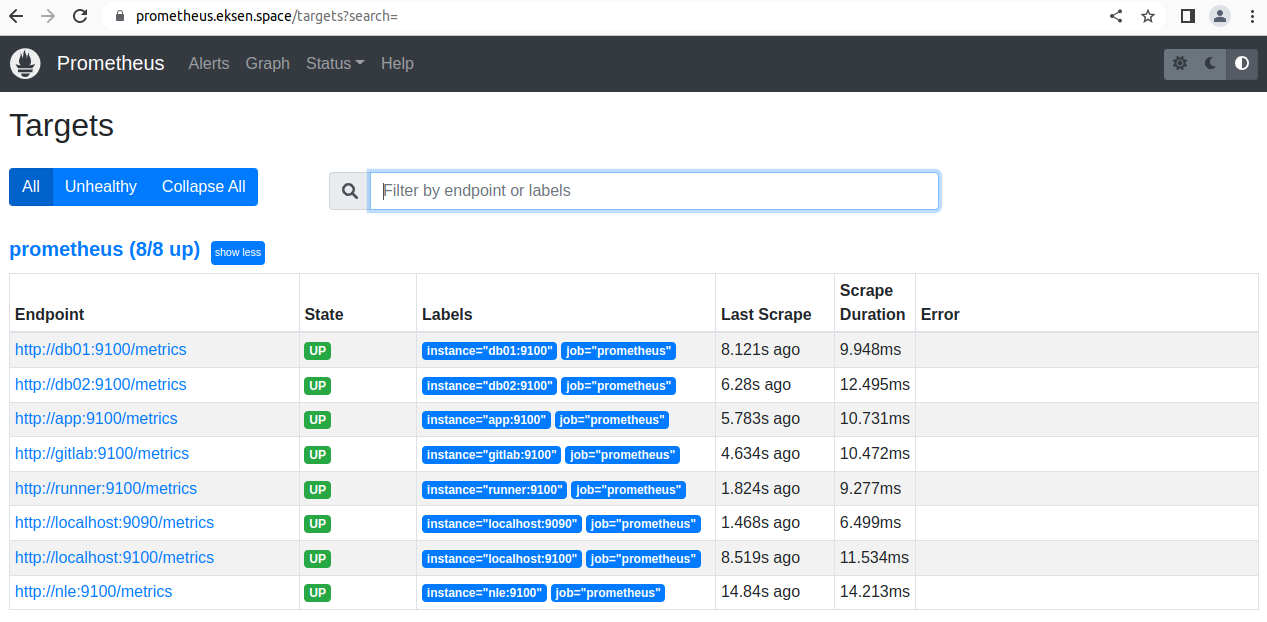 prometheus.eksen.space/targets?search=
Prometheus Alerts Graph Status Help
Targets
All Unhealthy Collapse All Filter by endpoint or labels
prometheus (8/8 up) show less
Endpoint State Labels Last Scrape Scrape Duration Error
http://db01:9100/metrics UP instance="db01:9100" job="prometheus" 8.121s ago 9.948ms
http://db02:9100/metrics UP instance="db02:9100" job="prometheus" 6.28s ago 12.495ms
http://app:9100/metrics UP instance="app:9100" job="prometheus" 5.783s ago 10.731ms
http://gitlab:9100/metrics UP instance="gitlab:9100" job="prometheus" 4.634s ago 10.472ms
http://runner:9100/metrics UP instance="runner:9100" job="prometheus" 1.824s ago 9.277ms
http://localhost:9090/metrics UP instance="localhost:9090" job="prometheus" 1.468s ago 6.499ms
http://localhost:9100/metrics UP instance="localhost:9100" job="prometheus" 8.519s ago 11.534ms
http://nle:9100/metrics UP instance="nle:9100" job="prometheus" 14.84s ago 14.213ms